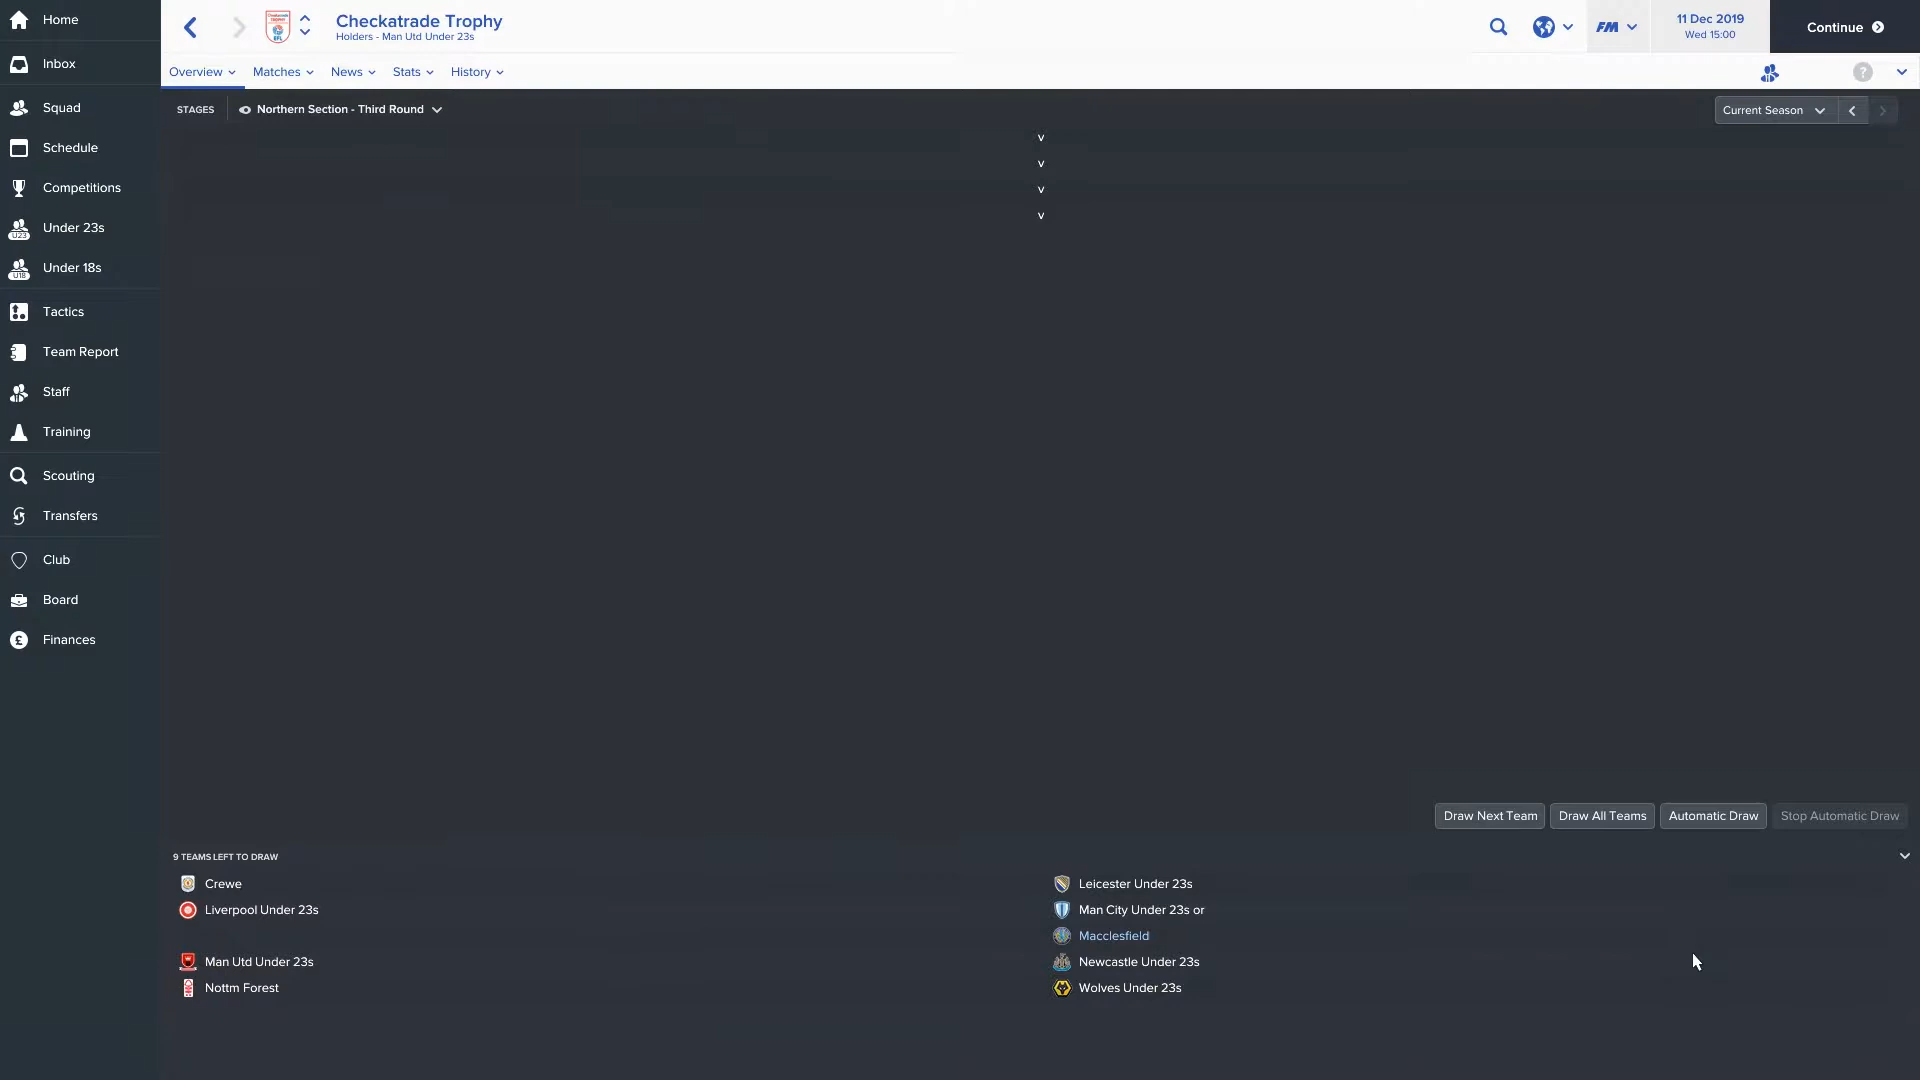 Home
Inbox
Squad
Schedule
Competitions
Under 23s
Under 18s
Tactics
Team Report
Staff
Training
Scouting
Transfers
Club
Board
Finances
Checkatrade Trophy
Holders - Man Utd Under 23s
FM
11 Dec 2019
Wed 15:00
Continue
Overview
Matches
News
Stats
History
?
STAGES
Northern Section - Third Round
Current Season
v
v
v
v
Draw Next Team
Draw All Teams
Automatic Draw
Stop Automatic Draw
9 TEAMS LEFT TO DRAW
Crewe
Leicester Under 23s
Liverpool Under 23s
Man City Under 23s or
Macclesfield
Man Utd Under 23s
Newcastle Under 23s
Nottm Forest
Wolves Under 23s